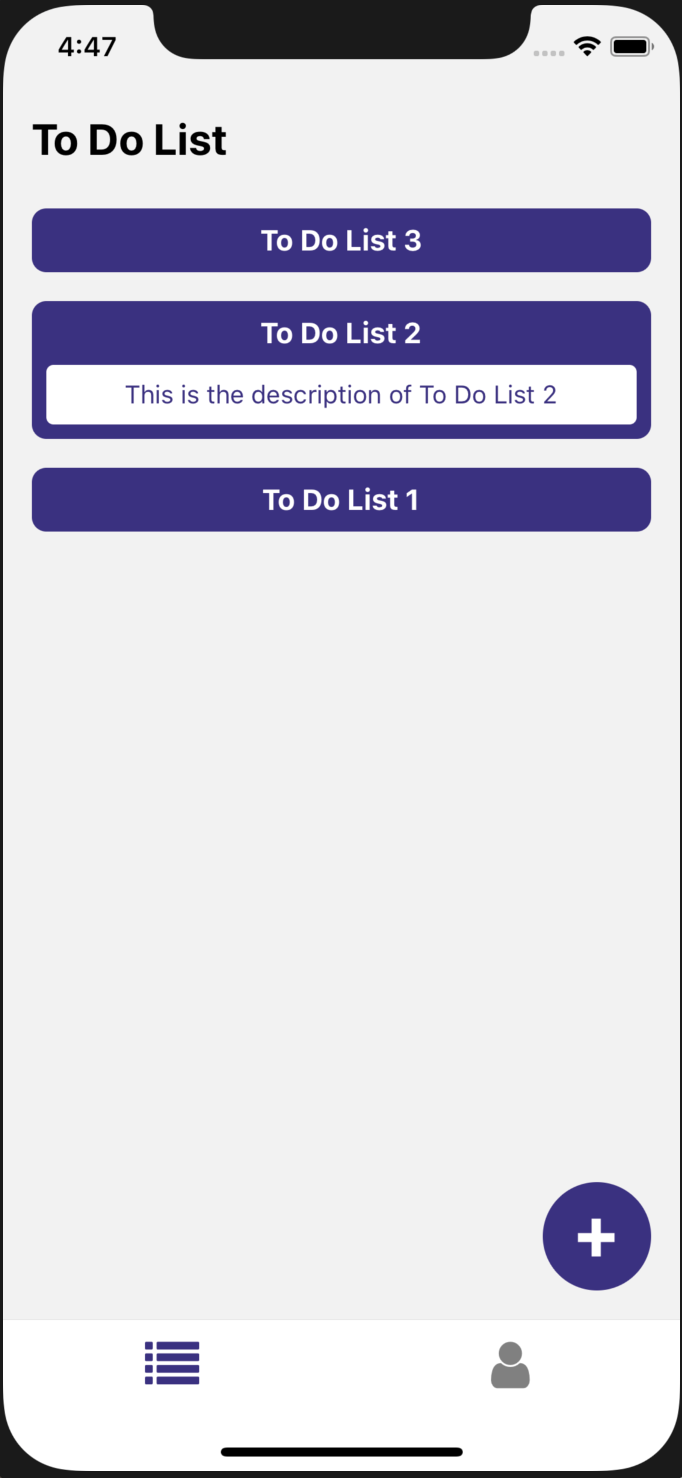 4:47
To Do List
To Do List 3
To Do List 2
This is the description of To Do List 2
To Do List 1